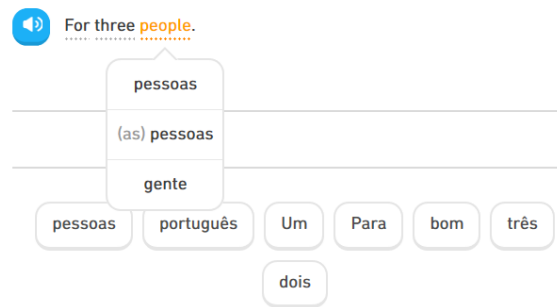 For three people.
pessoas
(as) pessoas
gente
pessoas português Um Para bom três
dois